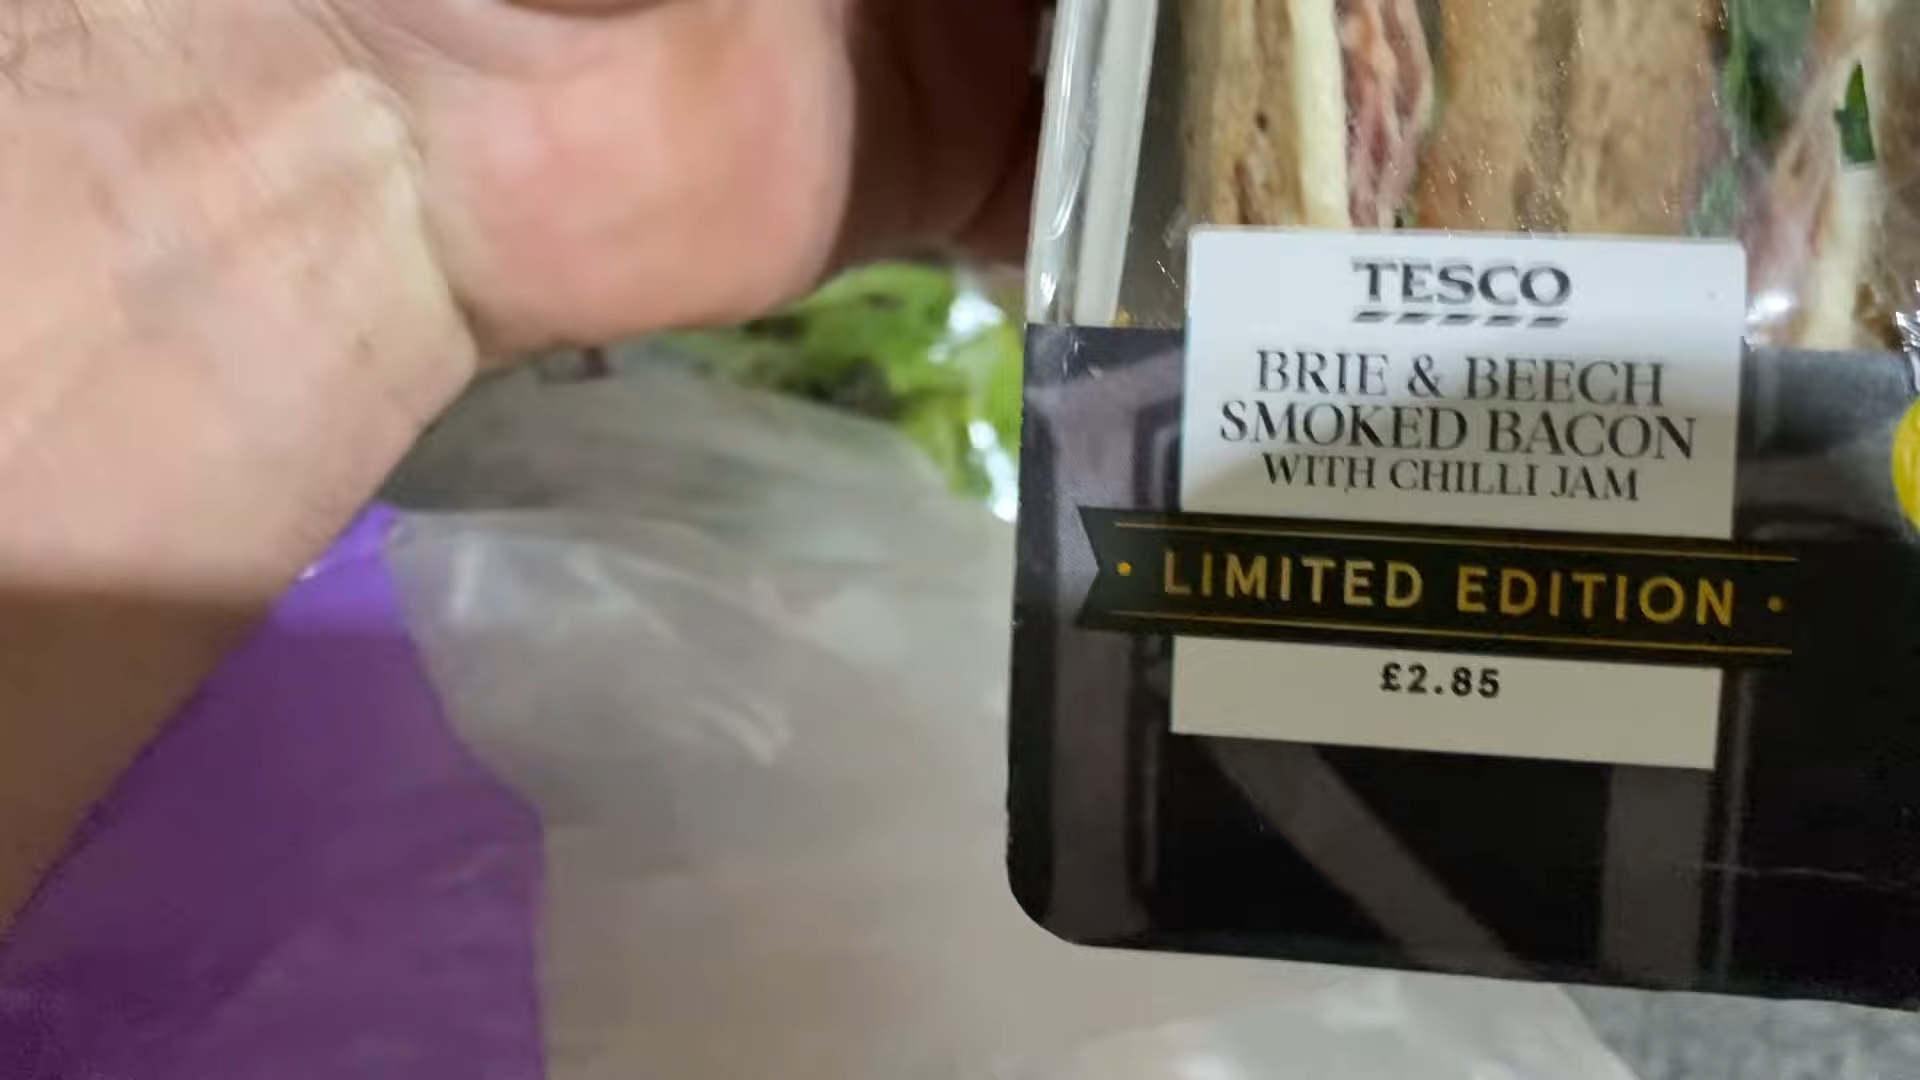 TESCO
BRIE & BEECH
SMOKED BACON
WITH CHILLI JAM
· LIMITED EDITION ·
£2.85